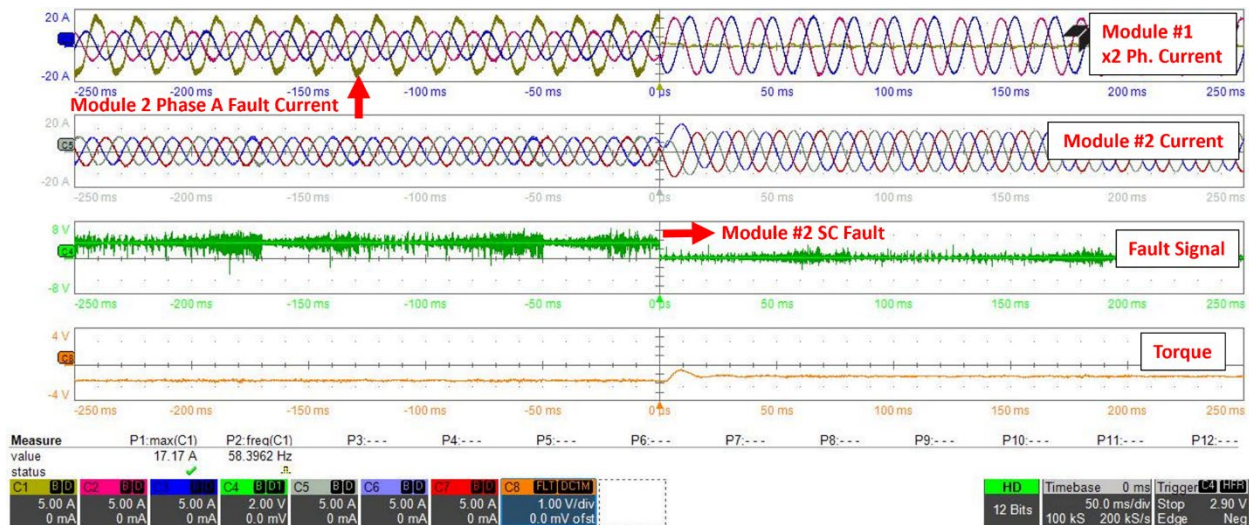 20 A
-20 A
Module #1
x2 Ph. Current
Module 2 Phase A Fault Current
-250 ms -200 ms -150 ms -100 ms -50 ms 0 µs 50 ms 100 ms 150 ms 200 ms 250 ms
20 A
C5
-20 A
Module #2 Current
-250 ms -200 ms -150 ms -100 ms -50 ms 0 µs 50 ms 100 ms 150 ms 200 ms 250 ms
8 V
C4
-8 V
Module #2 SC Fault
Fault Signal
-250 ms -200 ms -150 ms -100 ms -50 ms 0 µs 50 ms 100 ms 150 ms 200 ms 250 ms
4 V
C8
-4 V
Torque
-250 ms -200 ms -150 ms -100 ms -50 ms 0 µs 50 ms 100 ms 150 ms 200 ms 250 ms
Measure P1:max(C1) P2:freq(C1) P3:- - - P4:- - - P5:- - - P6:- - - P7:- - - P8:- - - P9:- - - P10:- - - P11:- - - P12:- - -
value 17.17 A 58.3962 Hz
status
C1 B D C2 B D C3 C4 B D1 C5 B D C6 B D C7 B D C8 FLT DC1M HD Timebase 0 ms Trigger C4 HFR
5.00 A 5.00 A 5.00 A 2.00 V 5.00 A 5.00 A 5.00 A 1.00 V/div 12 Bits 50.0 ms/div Stop 2.90 V
0 mA 0 mA 0 mA 0.0 mV 0 mA 0 mA 0 mA 0.0 mV ofst 100 kS 200 kS/s Edge Neg